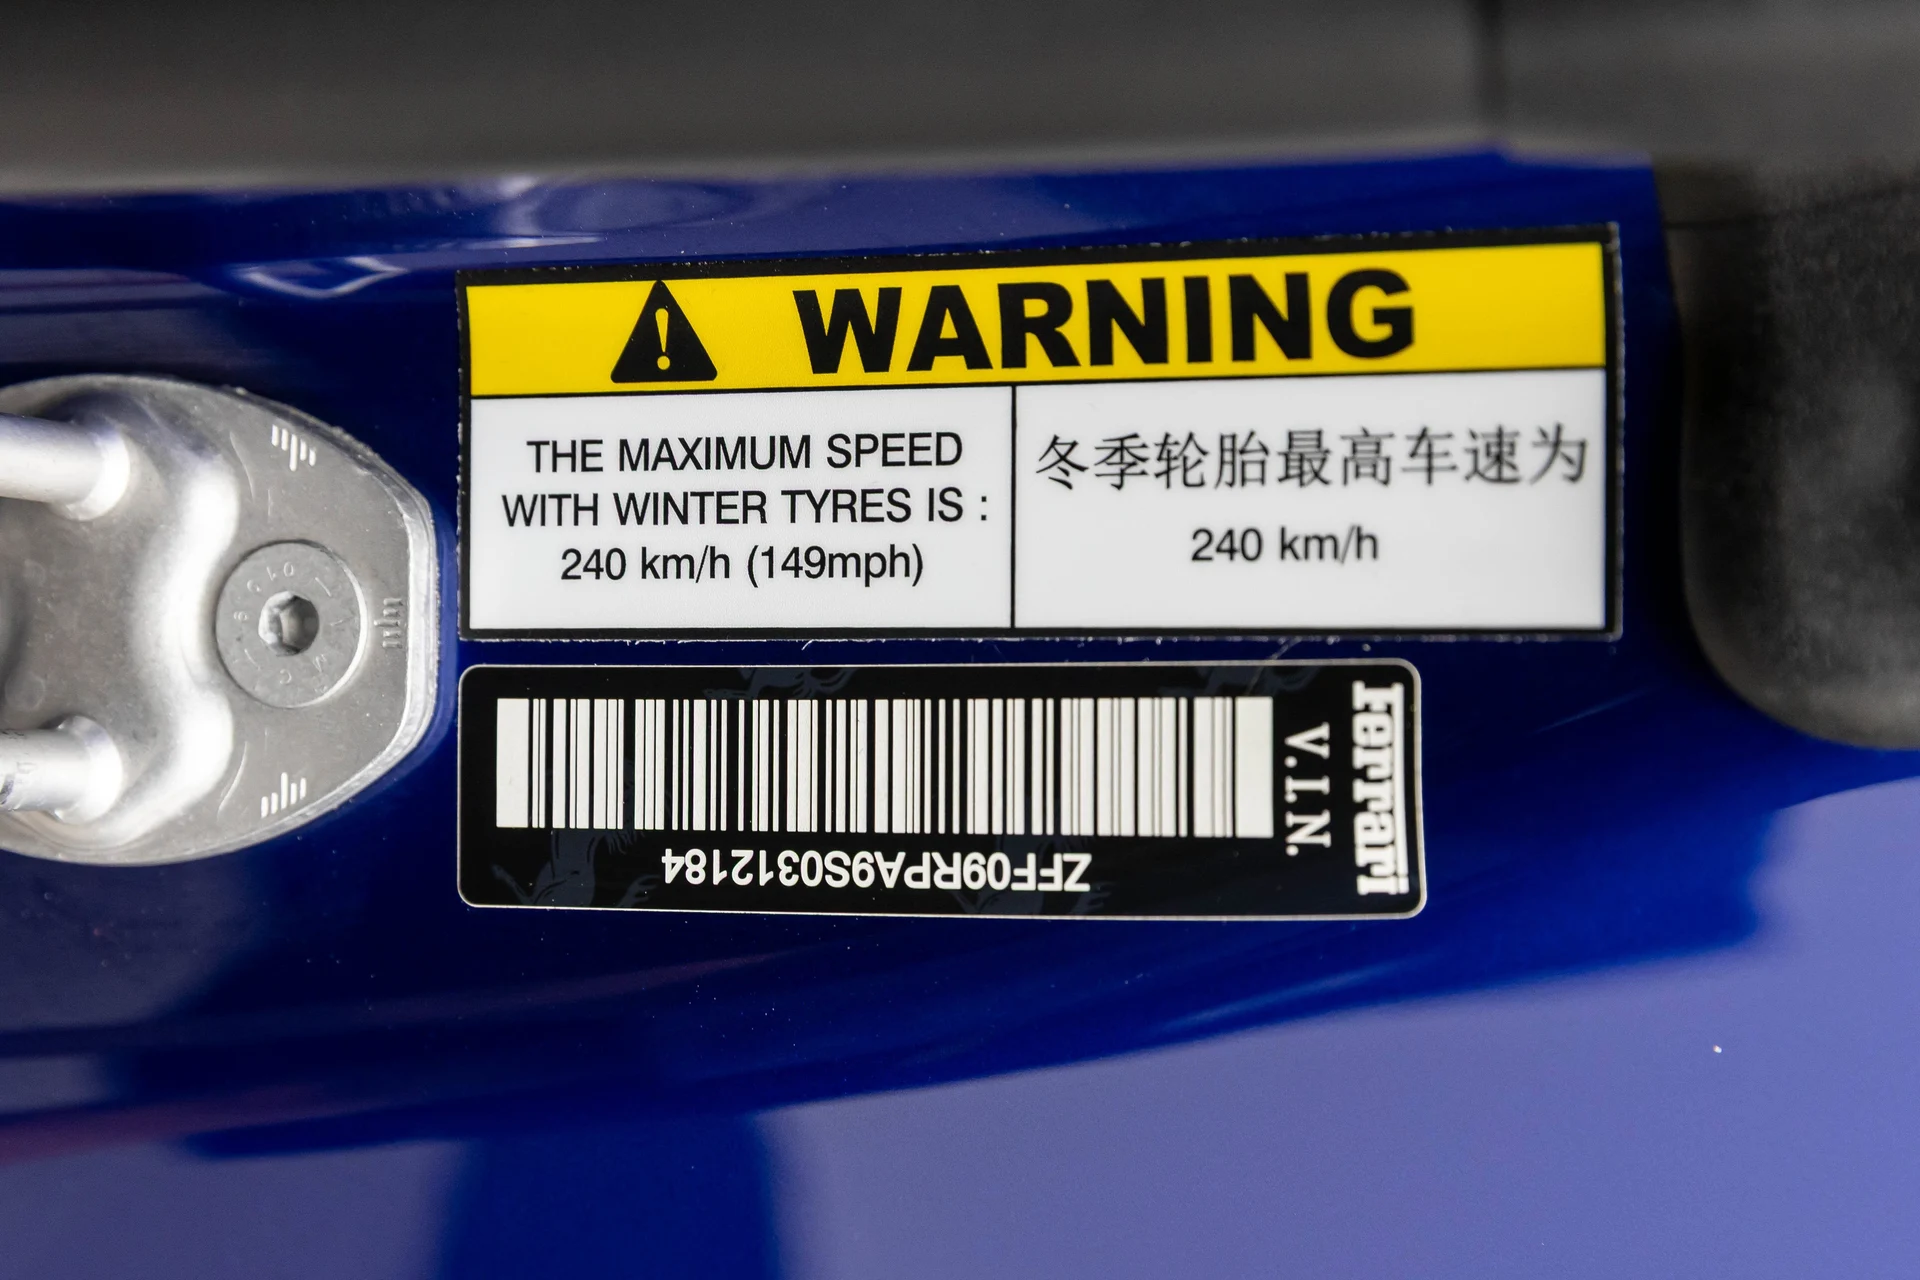 WARNING
THE MAXIMUM SPEED
WITH WINTER TYRES IS :
240 km/h (149mph)
冬季轮胎最高车速为
240 km/h
Ferrari
V.I.N.
ZFF09RPA9S0312184